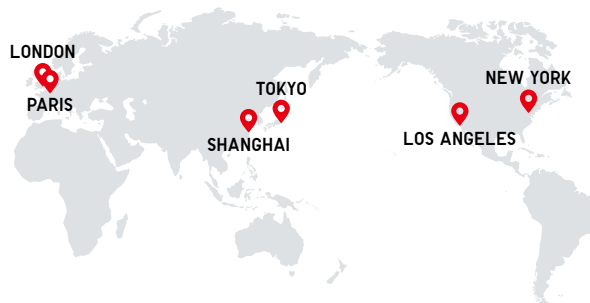 LONDON
PARIS
TOKYO
SHANGHAI
NEW YORK
LOS ANGELES